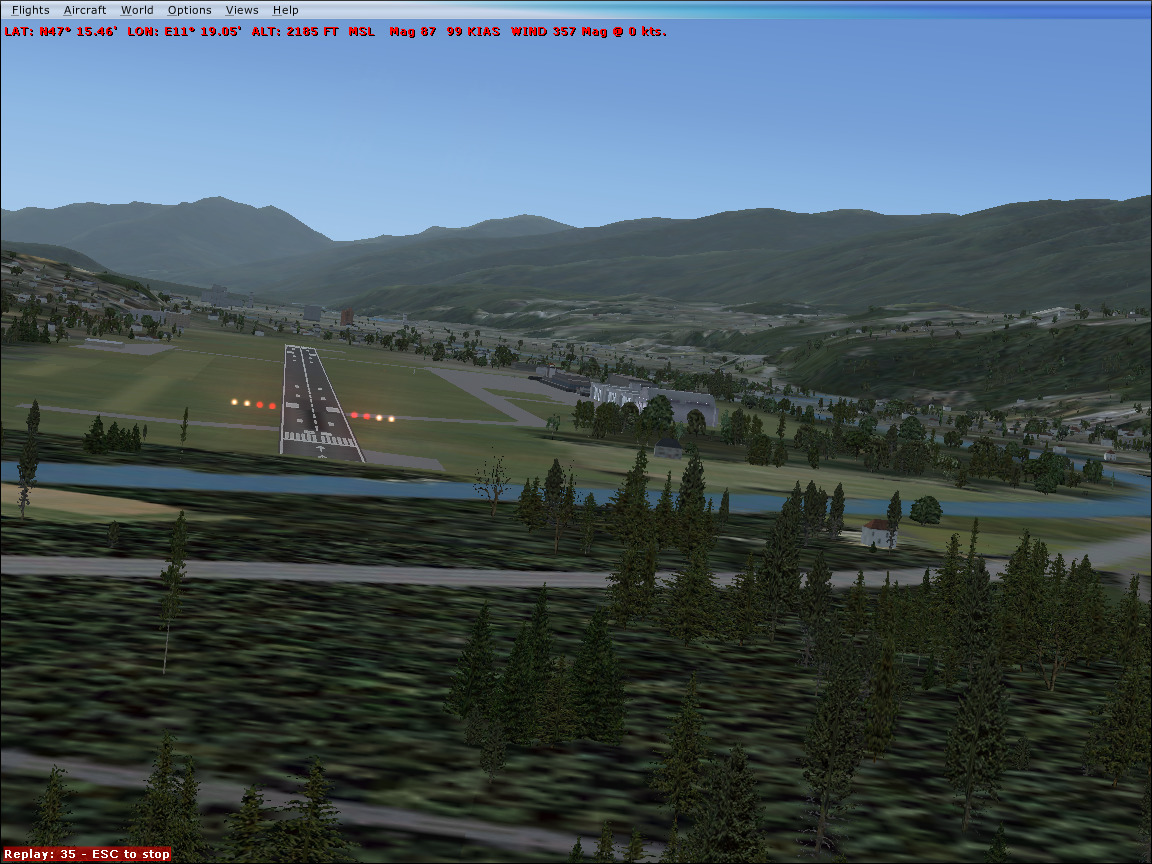 Flights Aircraft World Options Views Help
LAT: N47° 15.46' LON: E11° 19.05' ALT: 2185 FT MSL Mag 87 99 KIAS WIND 357 Mag @ 0 kts.
Replay: 35 - ESC to stop